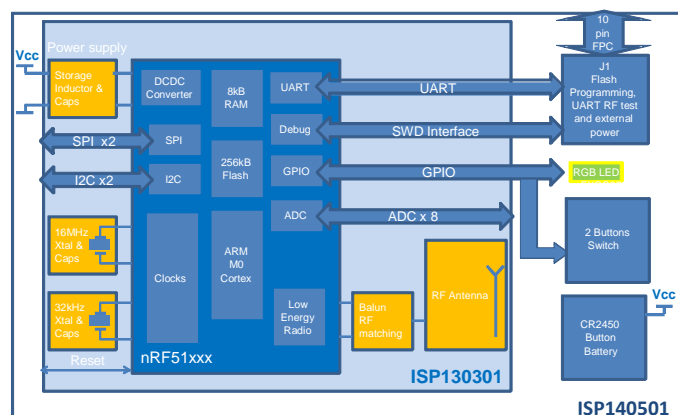 10
pin
FPC
Power supply
Vcc
Storage
Inductor &
Caps
DCDC
Converter
8kB
RAM
UART
UART
J1
Flash
Programming,
UART RF test
and external
power
SPI x2
SPI
Debug
SWD Interface
I2C x2
I2C
256kB
Flash
GPIO
GPIO
RGB LED
ADC
ADC x 8
16MHz
Xtal &
Caps
Clocks
ARM
M0
Cortex
2 Buttons
Switch
32kHz
Xtal &
Caps
Low
Energy
Radio
Balun
RF
matching
RF Antenna
Vcc
CR2450
Button
Battery
Reset
nRF51xxx
ISP130301
ISP140501